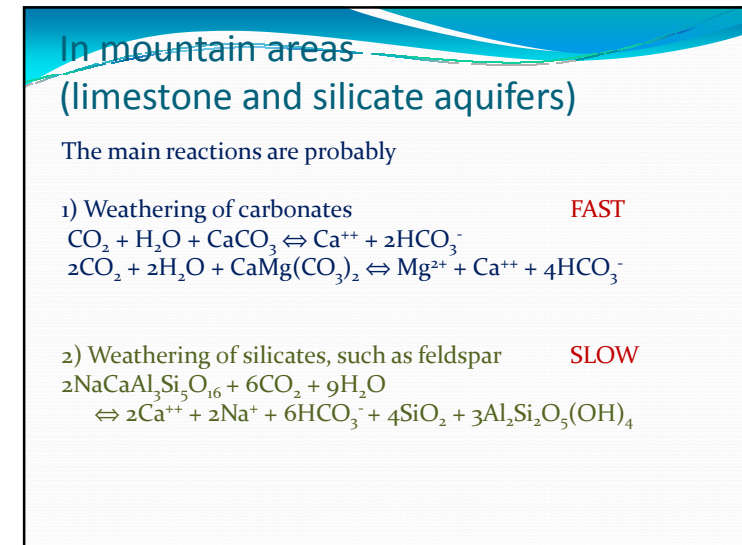 In mountain areas
(limestone and silicate aquifers)
The main reactions are probably
1) Weathering of carbonates FAST
CO₂ + H₂O + CaCO₃ ⇔ Ca⁺⁺ + 2HCO₃⁻
2CO₂ + 2H₂O + CaMg(CO₃)₂ ⇔ Mg²⁺ + Ca⁺⁺ + 4HCO₃⁻
2) Weathering of silicates, such as feldspar SLOW
2NaCaAl₃Si₅O₁₆ + 6CO₂ + 9H₂O
⇔ 2Ca⁺⁺ + 2Na⁺ + 6HCO₃⁻ + 4SiO₂ + 3Al₂Si₂O₅(OH)₄